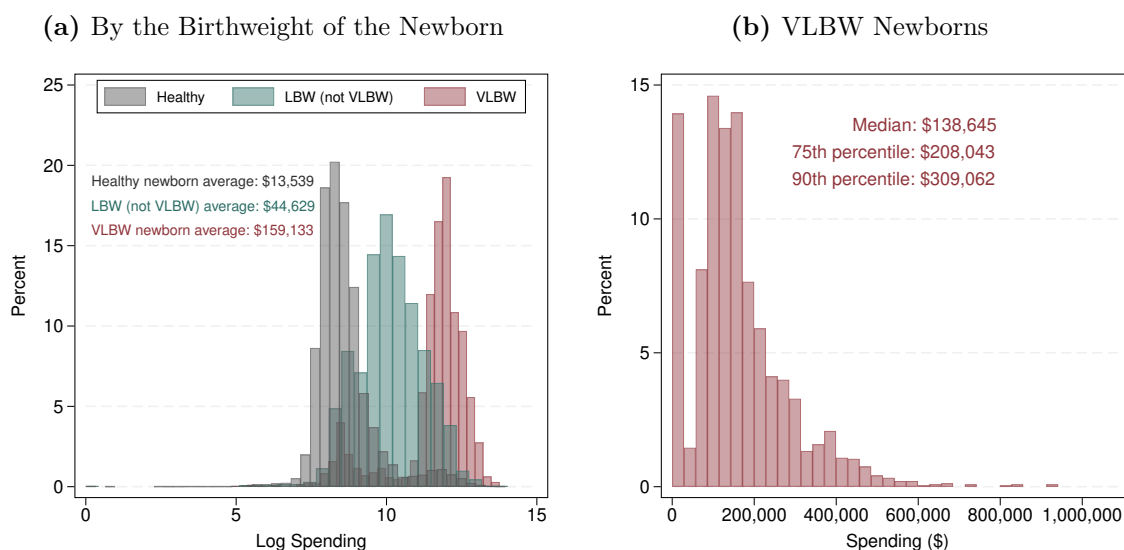 (a) By the Birthweight of the Newborn
25
20
15
10
5
0
Percent
Healthy
LBW (not VLBW)
VLBW
Healthy newborn average: $13,539
LBW (not VLBW) average: $44,629
VLBW newborn average: $159,133
0
5
10
15
Log Spending
(b) VLBW Newborns
15
10
5
0
Percent
Median: $138,645
75th percentile: $208,043
90th percentile: $309,062
0
200,000
400,000
600,000
800,000
1,000,000
Spending ($)